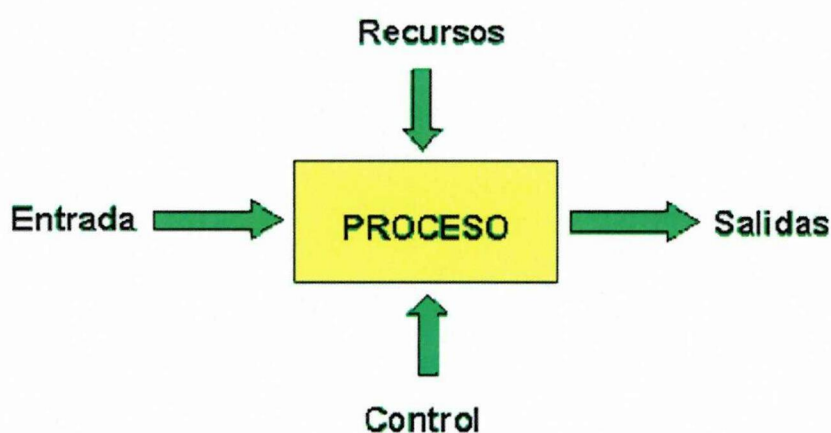 Recursos
Entrada
PROCESO
Salidas
Control